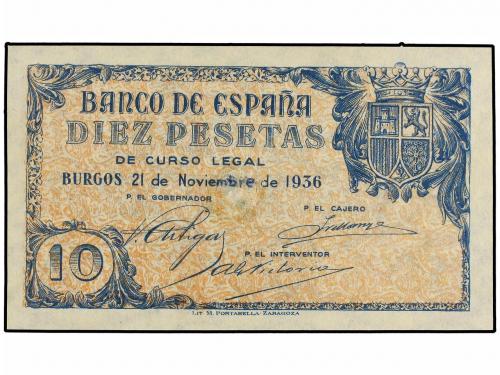 BANCO DE ESPAÑA
DIEZ PESETAS
DE CURSO LEGAL
BURGOS 21 de Noviembre de 1936
P. EL GOBERNADOR
P. EL CAJERO
P. EL INTERVENTOR
10
LIT. M. PORTABELLA-ZARAGOZA